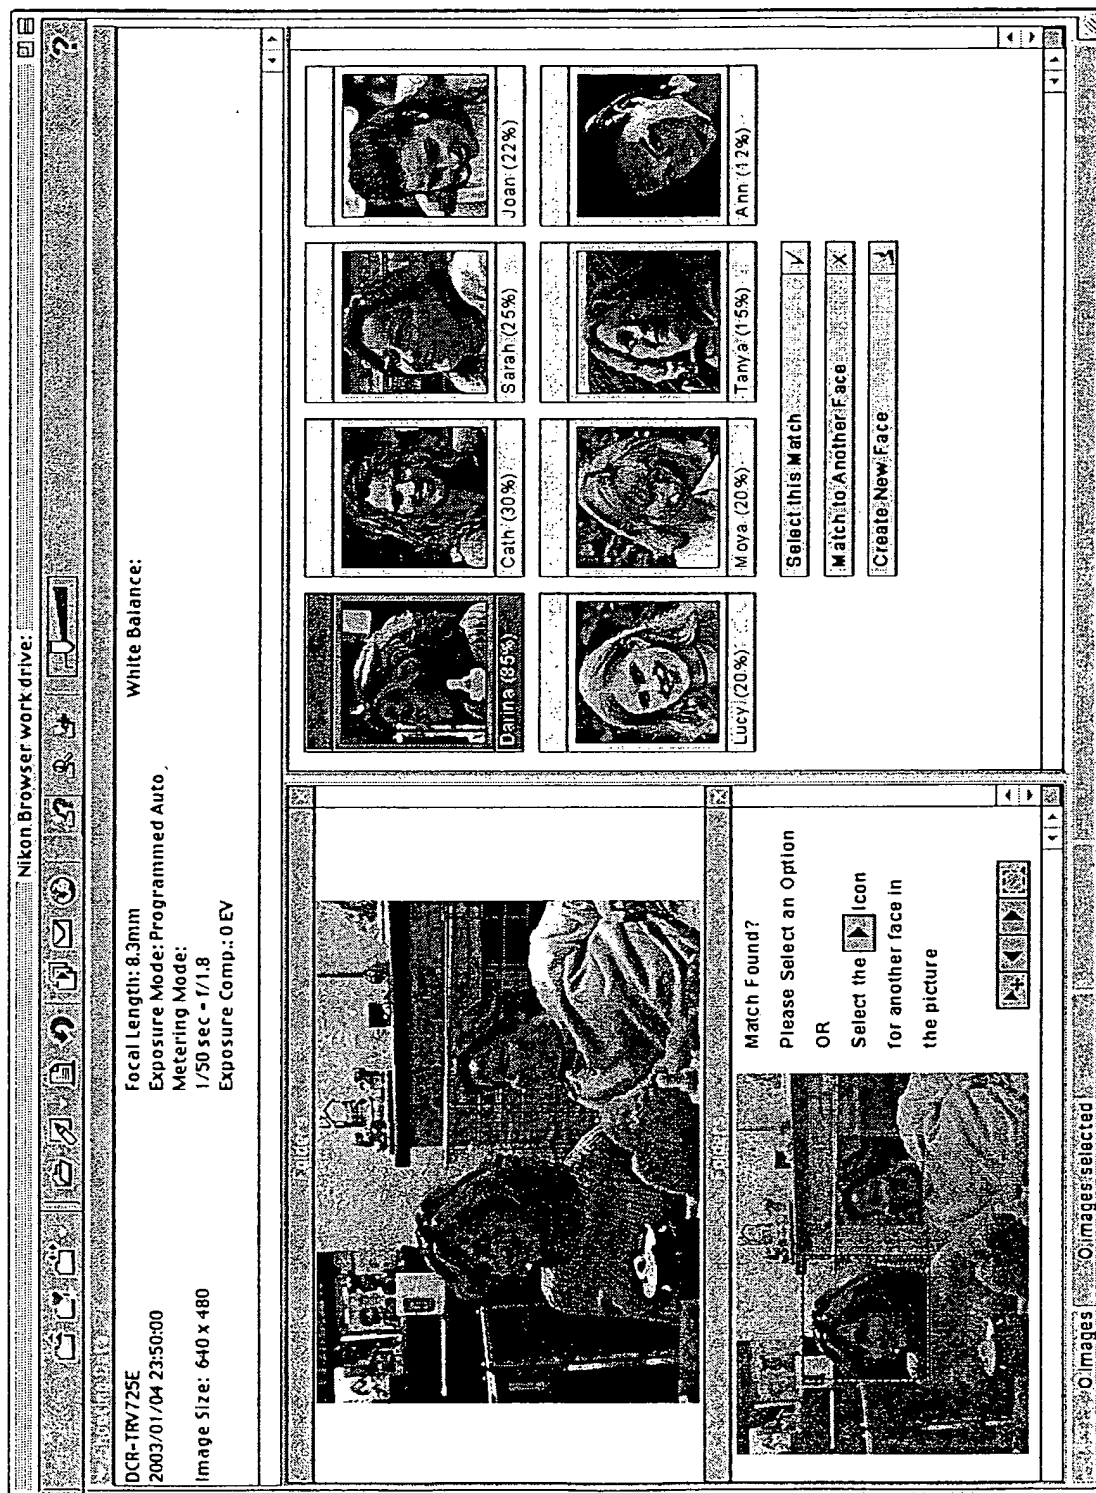 Nikon Browser work drive:
?
DCR-TRV725E
2003/01/04 23:50:00
Image Size: 640 x 480
Focal Length: 8.3mm
Exposure Mode: Programmed Auto
Metering Mode:
1/50 sec - f/1.8
Exposure Comp.: 0 EV
White Balance:
Match Found?
Please Select an Option
OR
Select the Icon
for another face in
the picture
Darina (85%)
Cath (30%)
Sarah (25%)
Joan (22%)
Lucy (20%)
Moya (20%)
Tanya (15%)
Ann (12%)
Select this Match
Match to Another Face
Create New Face
0 images
0 images selected